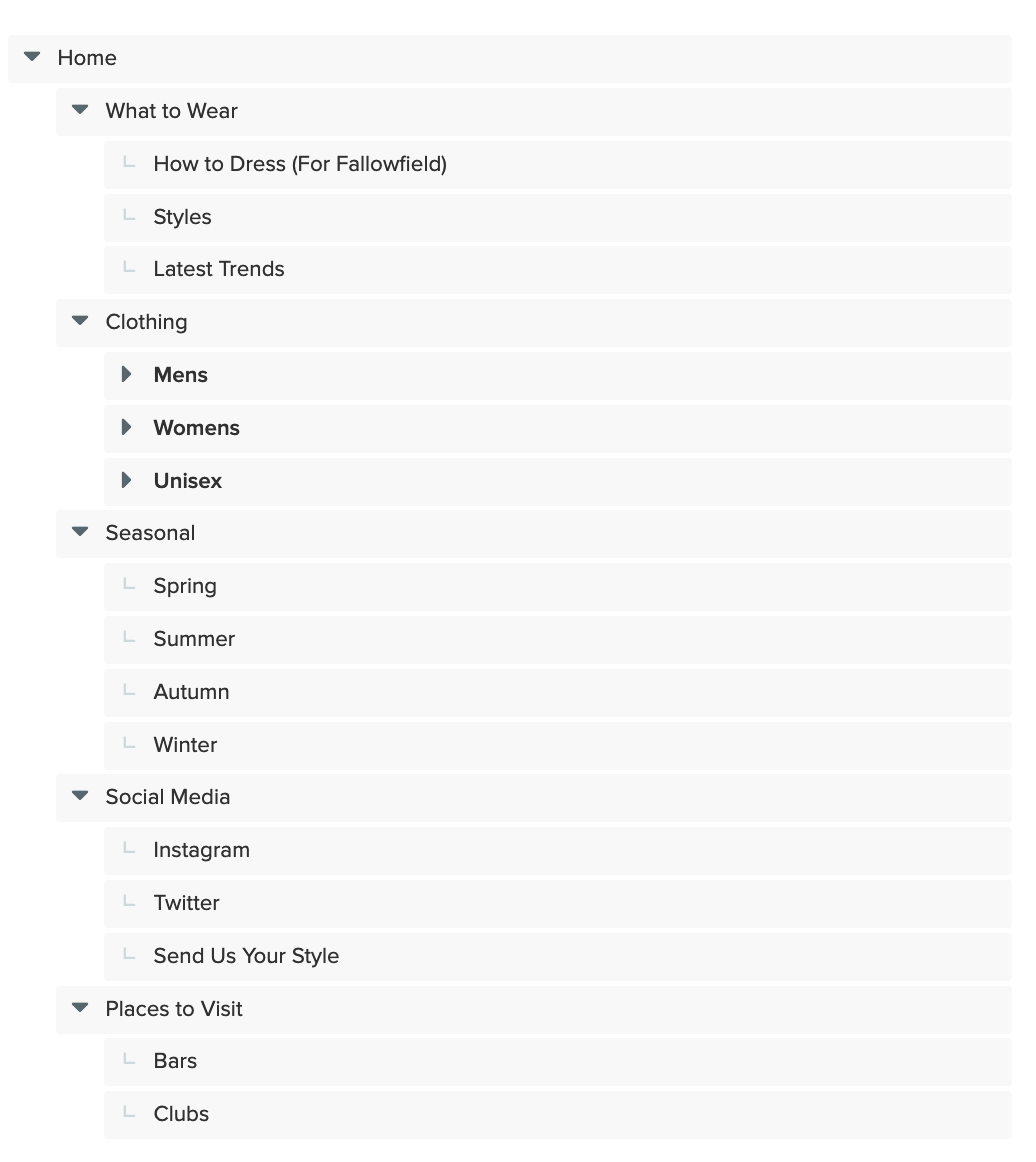 Home
What to Wear
How to Dress (For Fallowfield)
Styles
Latest Trends
Clothing
Mens
Womens
Unisex
Seasonal
Spring
Summer
Autumn
Winter
Social Media
Instagram
Twitter
Send Us Your Style
Places to Visit
Bars
Clubs